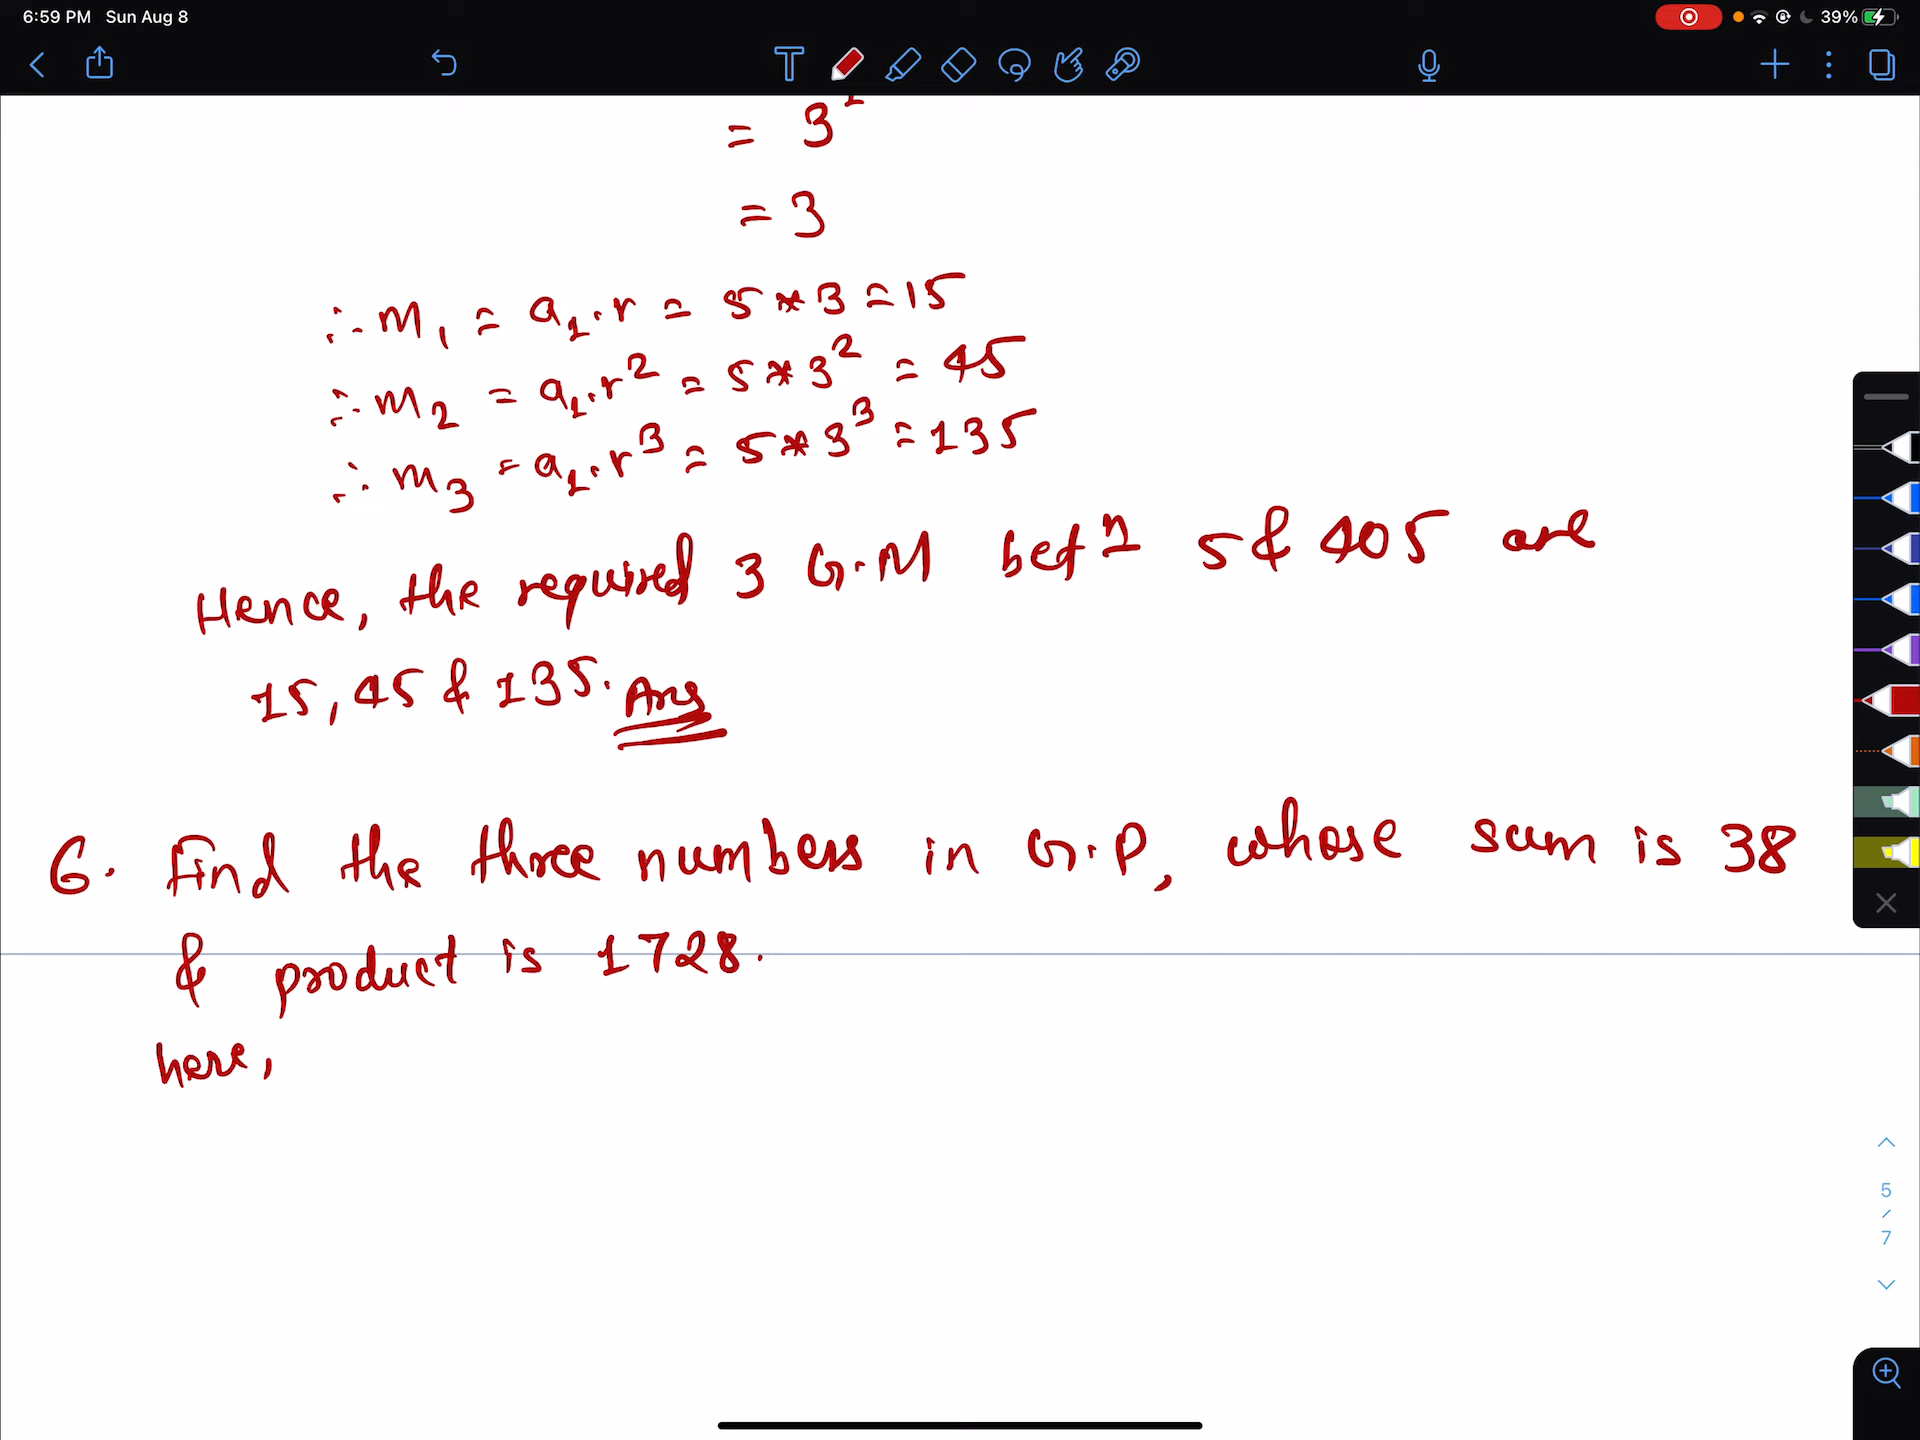 6:59 PM Sun Aug 8
39%
= 3¹
= 3
∴ m₁ = a₁.r = 5*3 = 15
∴ m₂ = a₁.r² = 5*3² = 45
∴ m₃ = a₁.r³ = 5*3³ = 135
Hence, the required 3 G.M betⁿ 5 & 405 are
15, 45 & 135. Ans
6. Find the three numbers in G.P, whose sum is 38
& product is 1728.
here,
5
/
7